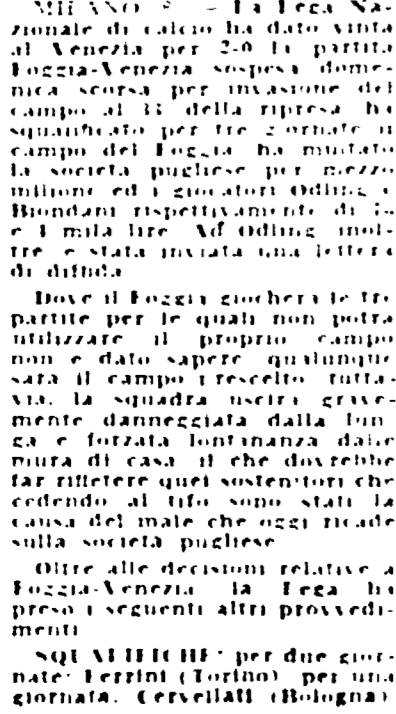 MILANO — La Lega Na-
zionale di calcio ha dato vinta
al Venezia per 2-0 la partita
Foggia-Venezia sospesa dome-
nica scorsa per invasione del
campo al della ripresa ha
squalificato per tre giornate il
campo del Foggia ha multato
la società pugliese per mezzo
milione ed i giocatori Odling e
Biondani rispettivamente di
e mila lire Ad Odling inol-
tre è stata inviata una lettera
di diffida
Dove il Foggia giocherà le tre
partite per le quali non potrà
utilizzare il proprio campo
non è dato sapere qualunque
sarà il campo prescelto tutta-
via, la squadra uscirà grave-
mente danneggiata dalla lun
ga e forzata lontananza dalle
mura di casa il che dovrebbe
far riflettere quei sostenitori che
cedendo al tifo sono stati la
causa del male che oggi ricade
sulla società pugliese
Oltre alle decisioni relative a
Foggia-Venezia la Lega ha
preso i seguenti altri provvedi-
menti
SQUALIFICHE: per due gior-
nate: Ferrini (Torino) per una
giornata. Cervellati (Bologna)